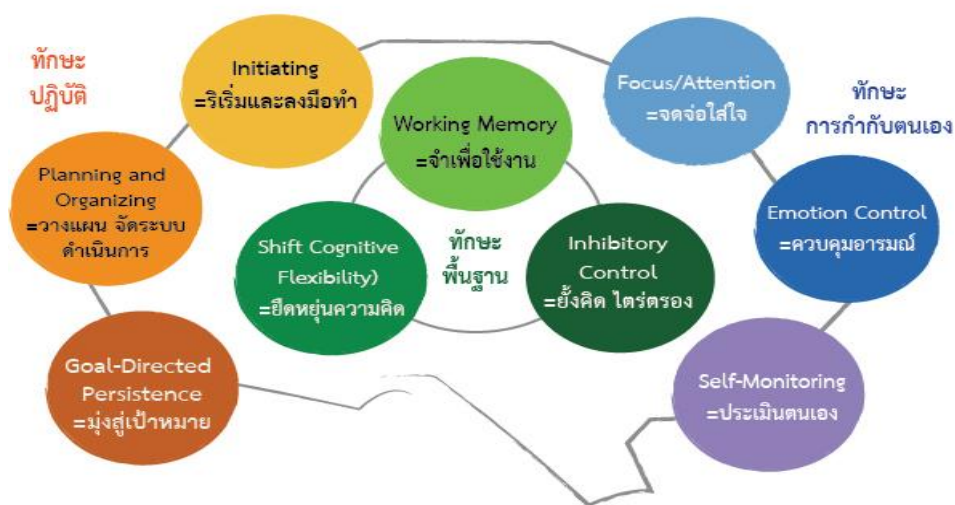 ทักษะ
ปฏิบัติ
Initiating
=ริเริ่มและลงมือทำ
Planning and
Organizing
=วางแผน จัดระบบ
ดำเนินการ
Goal-Directed
Persistence
=มุ่งสู่เป้าหมาย
Working Memory
=จำเพื่อใช้งาน
Shift Cognitive
Flexibility)
=ยืดหยุ่นความคิด
ทักษะ
พื้นฐาน
Inhibitory
Control
=ยั้งคิด ไตร่ตรอง
Focus/Attention
=จดจ่อใส่ใจ
ทักษะ
การกำกับตนเอง
Emotion Control
=ควบคุมอารมณ์
Self-Monitoring
=ประเมินตนเอง